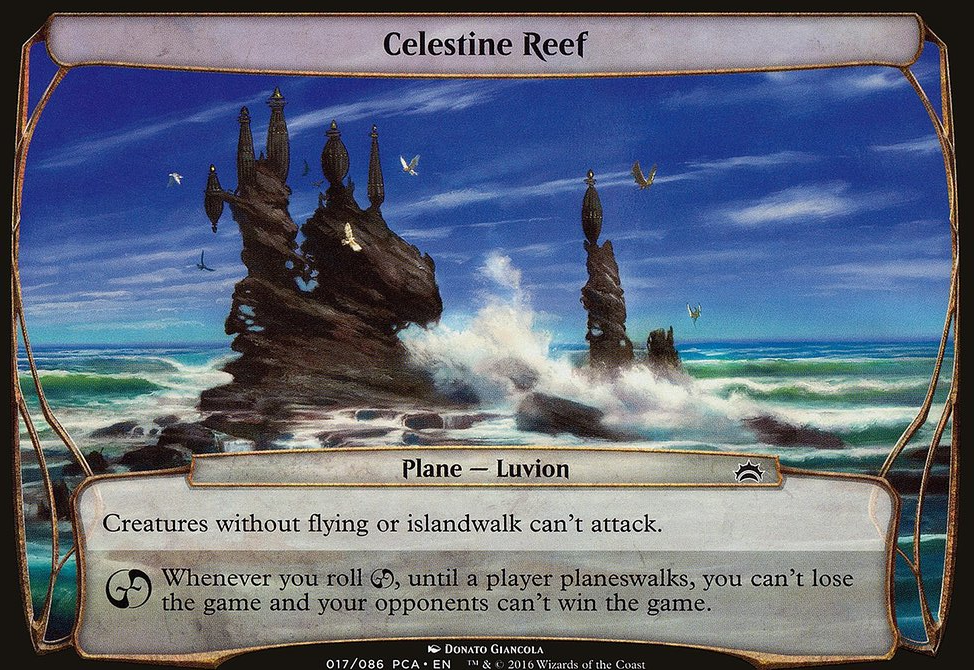 Celestine Reef
Plane — Luvion
Creatures without flying or islandwalk can't attack.
Whenever you roll , until a player planeswalks, you can't lose
the game and your opponents can't win the game.
Donato Giancola
017/086 PCA • EN ™ & © 2016 Wizards of the Coast